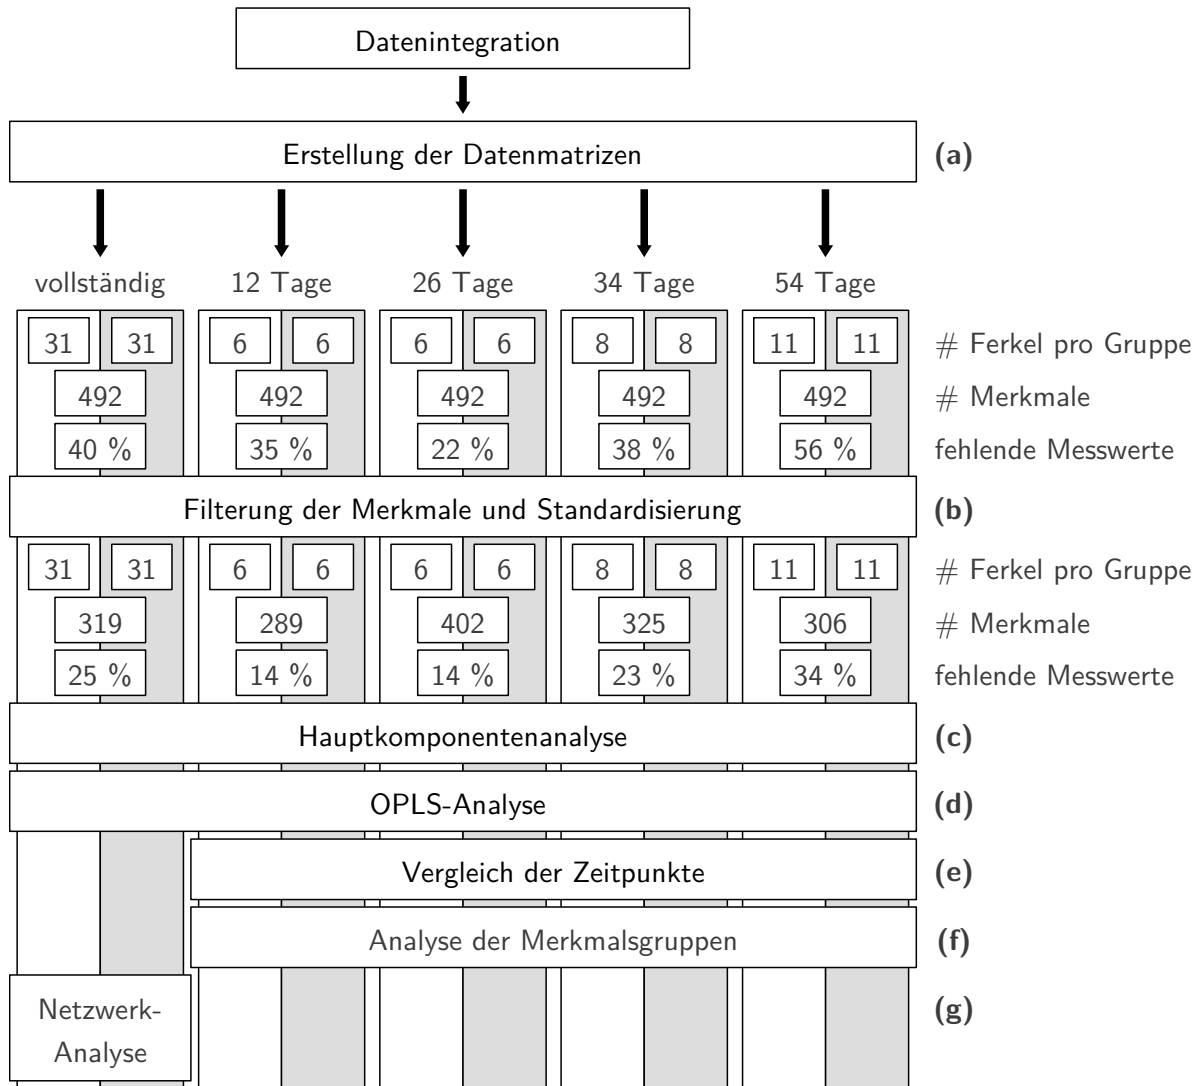 Datenintegration
Erstellung der Datenmatrizen (a)
vollständig 12 Tage 26 Tage 34 Tage 54 Tage
31 31 6 6 6 6 8 8 11 11 # Ferkel pro Gruppe
492 492 492 492 492 # Merkmale
40 % 35 % 22 % 38 % 56 % fehlende Messwerte
Filterung der Merkmale und Standardisierung (b)
31 31 6 6 6 6 8 8 11 11 # Ferkel pro Gruppe
319 289 402 325 306 # Merkmale
25 % 14 % 14 % 23 % 34 % fehlende Messwerte
Hauptkomponentenanalyse (c)
OPLS-Analyse (d)
Vergleich der Zeitpunkte (e)
Analyse der Merkmalsgruppen (f)
Netzwerk- (g)
Analyse